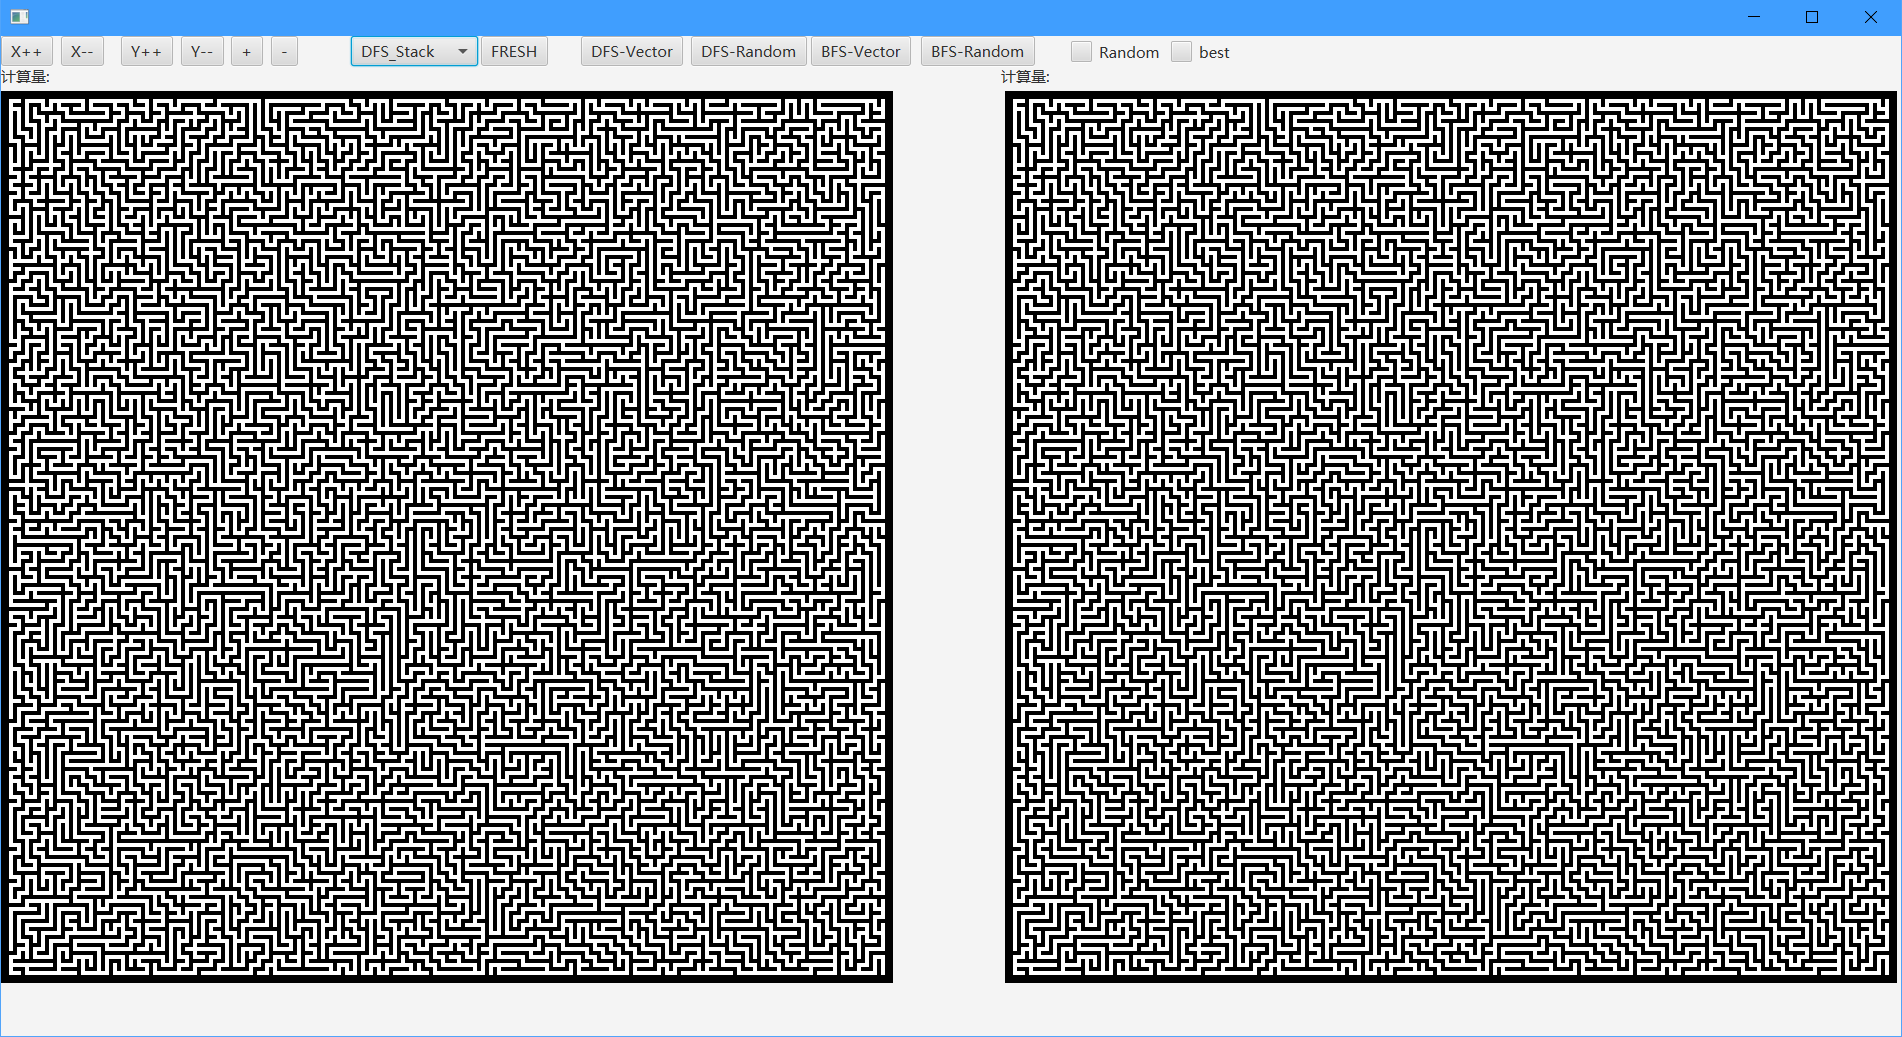 X++ X-- Y++ Y-- + - DFS_Stack FRESH DFS-Vector DFS-Random BFS-Vector BFS-Random Random best
计算量: 计算量: